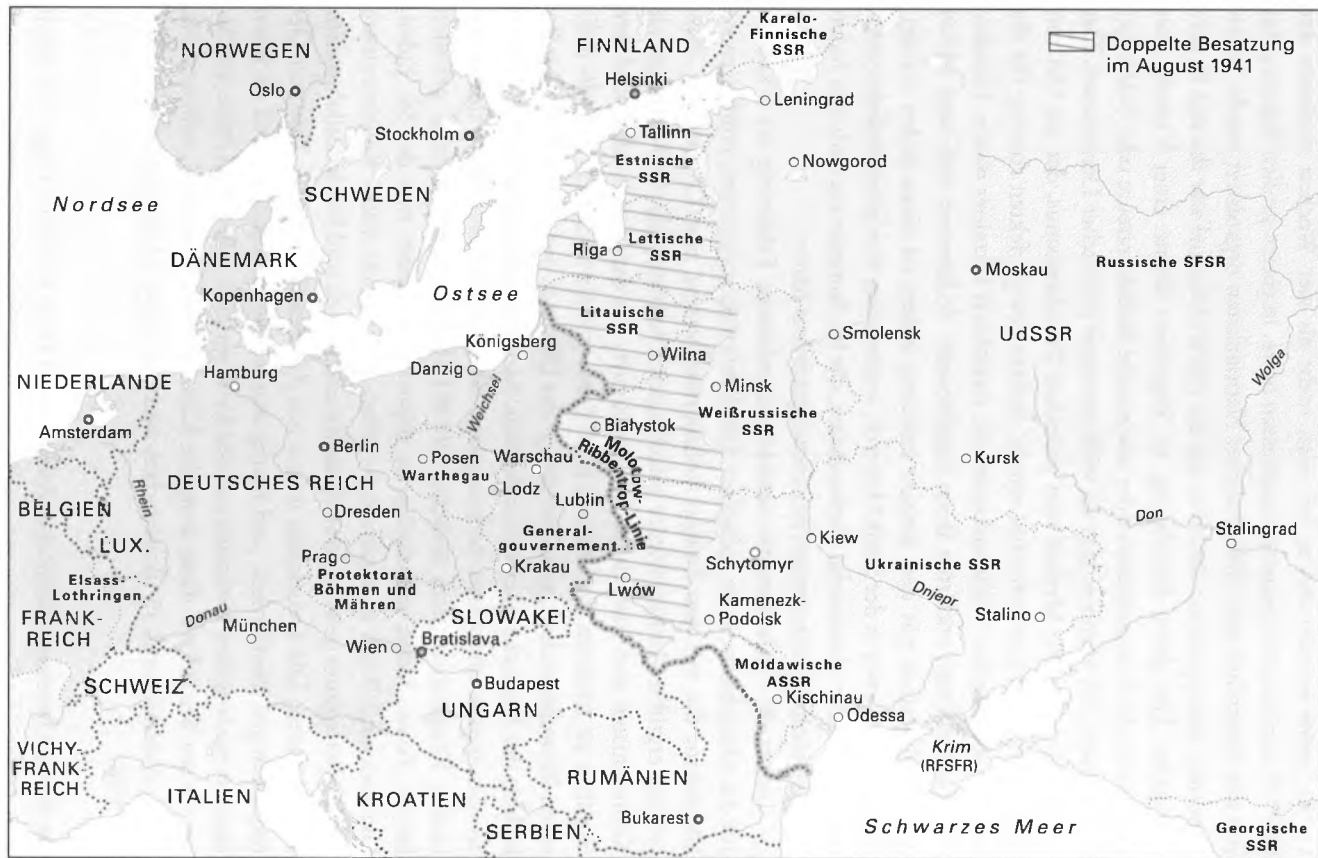 Karelo-
Finnische
SSR
NORWEGEN
FINNLAND
Doppelte Besatzung
im August 1941
Oslo
Helsinki
Leningrad
Stockholm
Tallinn
Estnische
SSR
Nowgorod
SCHWEDEN
Nordsee
Riga
Lettische
SSR
DÄNEMARK
Moskau
Russische SFSR
Kopenhagen
Ostsee
Litauische
SSR
Smolensk
UdSSR
Königsberg
Wilna
Wolga
NIEDERLANDE
Hamburg
Danzig
Weichsel
Minsk
Weißrussische
SSR
Amsterdam
Berlin
Białystok
Molotow-
Ribbentrop-Linie
Posen
Warthegau
Warschau
Kursk
DEUTSCHES REICH
Rhein
Lodz
Lublin
BELGIEN
Dresden
Don
Stalingrad
LUX.
General-
gouvernement
Kiew
Prag
Schytomyr
Ukrainische SSR
Krakau
Protektorat
Böhmen und
Mähren
Lwów
Dnjepr
Elsass-
Lothringen
Kamenezk-
Podolsk
Stalino
FRANK-
REICH
Donau
SLOWAKEI
München
Wien
Bratislava
Moldawische
ASSR
SCHWEIZ
Budapest
UNGARN
Kischinau
Odessa
VICHY-
FRANK-
REICH
Krim
(RFSFR)
RUMÄNIEN
ITALIEN
KROATIEN
SERBIEN
Bukarest
Schwarzes Meer
Georgische
SSR